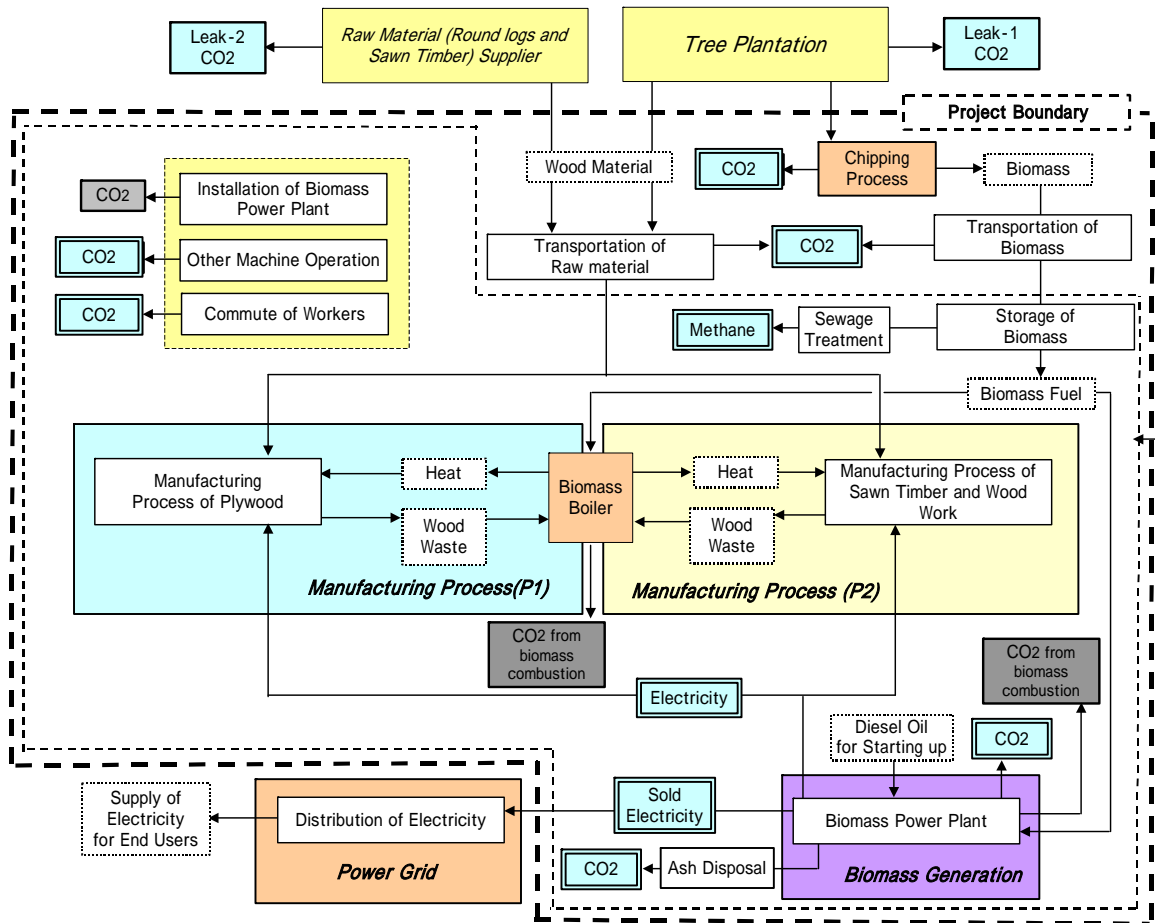 Leak-2
CO2
Raw Material (Round logs and
Sawn Timber) Supplier
Tree Plantation
Leak-1
CO2
Project Boundary
Wood Material
CO2
Chipping
Process
Biomass
CO2
Installation of Biomass
Power Plant
CO2
Other Machine Operation
CO2
Commute of Workers
Transportation of
Raw material
CO2
Transportation of
Biomass
Methane
Sewage
Treatment
Storage of
Biomass
Biomass Fuel
Manufacturing
Process of Plywood
Heat
Wood
Waste
Biomass
Boiler
Heat
Wood
Waste
Manufacturing Process of
Sawn Timber and Wood
Work
Manufacturing Process(P1)
Manufacturing Process (P2)
CO2 from
biomass
combustion
CO2 from
biomass
combustion
Electricity
Diesel Oil
for Starting up
CO2
Supply of
Electricity
for End Users
Distribution of Electricity
Power Grid
Sold
Electricity
Biomass Power Plant
CO2
Ash Disposal
Biomass Generation